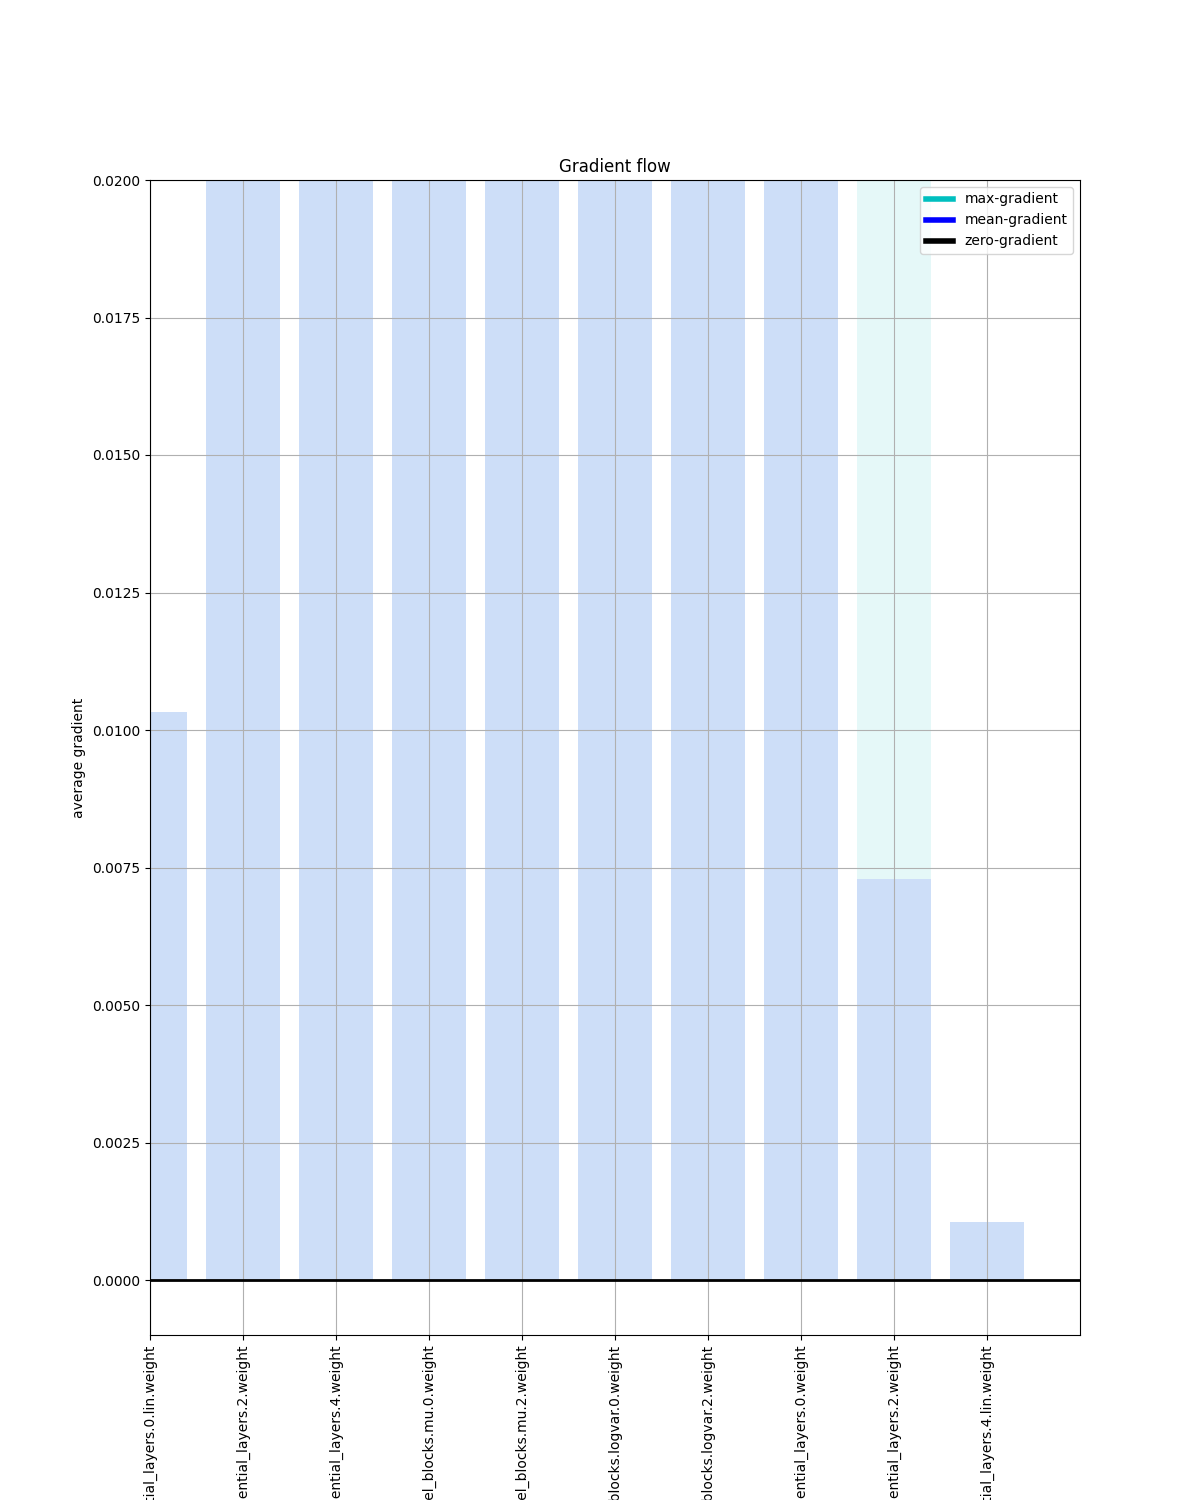 Gradient flow
max-gradient
mean-gradient
zero-gradient
0.0200
0.0175
0.0150
0.0125
0.0100
0.0075
0.0050
0.0025
0.0000
average gradient
tial_layers.0.lin.weight
ential_layers.2.weight
ential_layers.4.weight
el_blocks.mu.0.weight
el_blocks.mu.2.weight
blocks.logvar.0.weight
blocks.logvar.2.weight
ential_layers.0.weight
ential_layers.2.weight
tial_layers.4.lin.weight